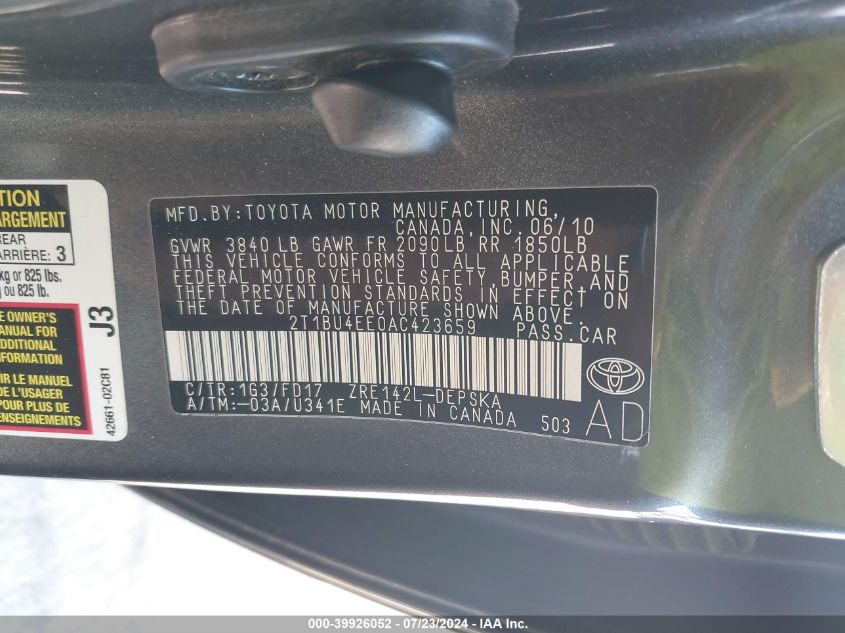 TION
ARGEMENT
REAR
ARRIÈRE: 3
kg or 825 lbs.
g ou 825 lb.
E OWNER'S
MANUAL FOR
ADDITIONAL
INFORMATION
IR LE MANUEL
DE L'USAGER
POUR PLUS DE
ENSEIGNEMENTS
J3
42661-02C81
MFD.BY:TOYOTA MOTOR MANUFACTURING,
CANADA, INC. 06/10
GVWR 3840 LB GAWR FR 2090LB RR 1850LB
THIS VEHICLE CONFORMS TO ALL APPLICABLE
FEDERAL MOTOR VEHICLE SAFETY, BUMPER, AND
THEFT PREVENTION STANDARDS IN EFFECT ON
THE DATE OF MANUFACTURE SHOWN ABOVE.
2T1BU4EE0AC423659 PASS.CAR
C/TR:1G3/FD17 ZRE142L-DEPSKA
A/TM:-03A/U341E MADE IN CANADA 503
AD
000-39926052 - 07/23/2024 - IAAI.COM